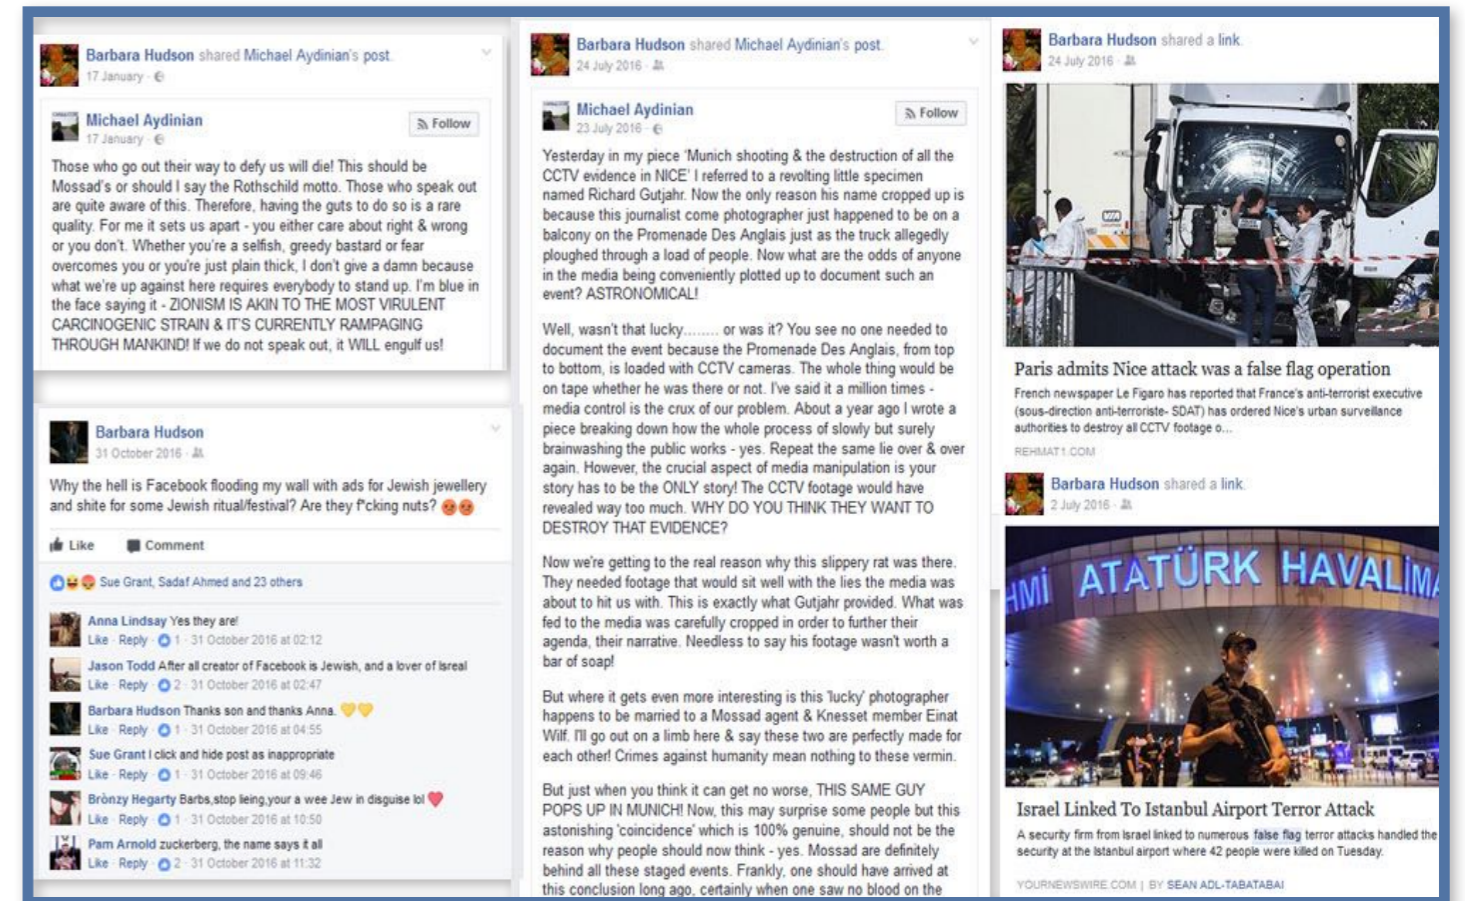 Barbara Hudson shared Michael Aydinian's post.
17 January
Michael Aydinian
17 January
Follow
Those who go out their way to defy us will die! This should be
Mossad's or should I say the Rothschild motto. Those who speak out
are quite aware of this. Therefore, having the guts to do so is a rare
quality. For me it sets us apart - you either care about right & wrong
or you don't. Whether you're a selfish, greedy bastard or fear
overcomes you or you're just plain thick, I don't give a damn because
what we're up against here requires everybody to stand up. I'm blue in
the face saying it - ZIONISM IS AKIN TO THE MOST VIRULENT
CARCINOGENIC STRAIN & IT'S CURRENTLY RAMPAGING
THROUGH MANKIND! If we do not speak out, it WILL engulf us!
Barbara Hudson
31 October 2016
Why the hell is Facebook flooding my wall with ads for Jewish jewellery
and shite for some Jewish ritual/festival? Are they f*cking nuts? 😡😡
Like Comment
Sue Grant, Sadaf Ahmed and 23 others
Anna Lindsay Yes they are!
Like · Reply · 1 · 31 October 2016 at 02:12
Jason Todd After all creator of Facebook is Jewish, and a lover of Isreal
Like · Reply · 2 · 31 October 2016 at 02:47
Barbara Hudson Thanks son and thanks Anna. 💛💛
Like · Reply · 1 · 31 October 2016 at 04:55
Sue Grant I click and hide post as inappropriate
Like · Reply · 1 · 31 October 2016 at 09:46
Brònzy Hegarty Barbs,stop lieing,your a wee Jew in disguise lol ❤
Like · Reply · 1 · 31 October 2016 at 10:50
Pam Arnold zuckerberg, the name says it all
Like · Reply · 2 · 31 October 2016 at 11:32
Barbara Hudson shared Michael Aydinian's post.
24 July 2016
Michael Aydinian
23 July 2016
Follow
Yesterday in my piece 'Munich shooting & the destruction of all the
CCTV evidence in NICE' I referred to a revolting little specimen
named Richard Gutjahr. Now the only reason his name cropped up is
because this journalist come photographer just happened to be on a
balcony on the Promenade Des Anglais just as the truck allegedly
ploughed through a load of people. Now what are the odds of anyone
in the media being conveniently plotted up to document such an
event? ASTRONOMICAL!
Well, wasn't that lucky........ or was it? You see no one needed to
document the event because the Promenade Des Anglais, from top
to bottom, is loaded with CCTV cameras. The whole thing would be
on tape whether he was there or not. I've said it a million times -
media control is the crux of our problem. About a year ago I wrote a
piece breaking down how the whole process of slowly but surely
brainwashing the public works - yes. Repeat the same lie over & over
again. However, the crucial aspect of media manipulation is your
story has to be the ONLY story! The CCTV footage would have
revealed way too much. WHY DO YOU THINK THEY WANT TO
DESTROY THAT EVIDENCE?
Now we're getting to the real reason why this slippery rat was there.
They needed footage that would sit well with the lies the media was
about to hit us with. This is exactly what Gutjahr provided. What was
fed to the media was carefully cropped in order to further their
agenda, their narrative. Needless to say his footage wasn't worth a
bar of soap!
But where it gets even more interesting is this 'lucky' photographer
happens to be married to a Mossad agent & Knesset member Einat
Wilf. I'll go out on a limb here & say these two are perfectly made for
each other! Crimes against humanity mean nothing to these vermin.
But just when you think it can get no worse, THIS SAME GUY
POPS UP IN MUNICH! Now, this may surprise some people but this
astonishing 'coincidence' which is 100% genuine, should not be the
reason why people should now think - yes. Mossad are definitely
behind all these staged events. Frankly, one should have arrived at
this conclusion long ago, certainly when one saw no blood on the
Barbara Hudson shared a link.
24 July 2016
Paris admits Nice attack was a false flag operation
French newspaper Le Figaro has reported that France's anti-terrorist executive
(sous-direction anti-terroriste- SDAT) has ordered Nice's urban surveillance
authorities to destroy all CCTV footage o...
REHMAT1.COM
Barbara Hudson shared a link.
2 July 2016
HMİ ATATÜRK HAVALİMA
Israel Linked To Istanbul Airport Terror Attack
A security firm from Israel linked to numerous false flag terror attacks handled the
security at the Istanbul airport where 42 people were killed on Tuesday.
YOURNEWSWIRE.COM | BY SEAN ADL-TABATABAI